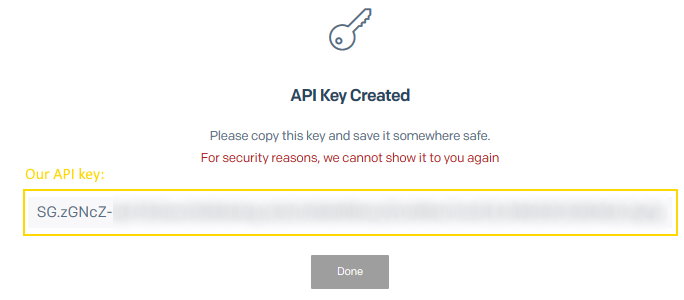 API Key Created
Please copy this key and save it somewhere safe.
For security reasons, we cannot show it to you again
Our API key:
SG.zGNcZ-
Done